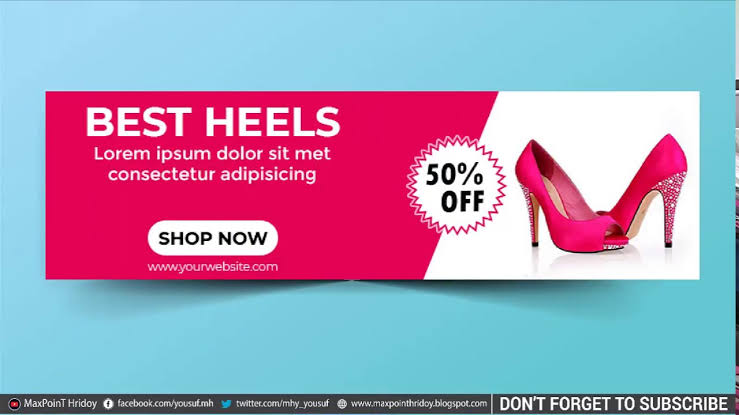 BEST HEELS
Lorem ipsum dolor sit met
consectetur adipisicing
50%
OFF
SHOP NOW
www.yourwebsite.com
MaxPoinT Hridoy facebook.com/yousuf.mh twitter.com/mhy_yousuf www.maxpointhridoy.blogspot.com DON'T FORGET TO SUBSCRIBE